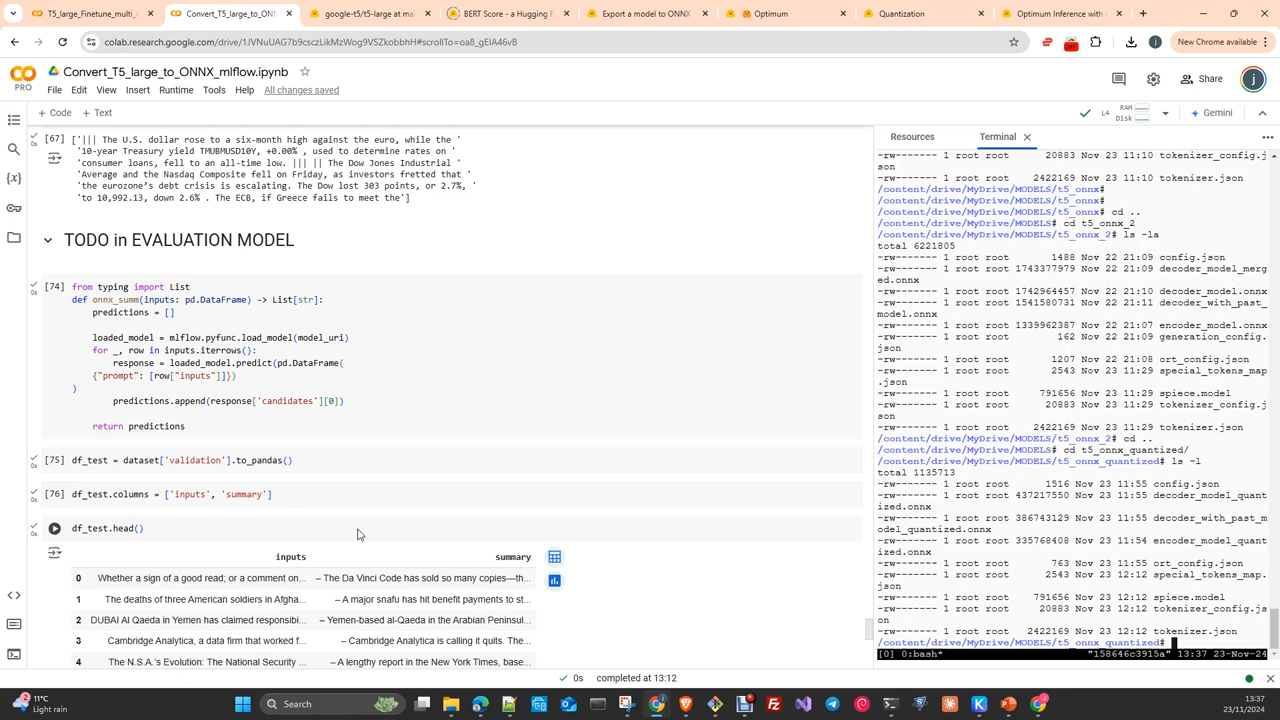 T5_large_Finetune_multi_
Convert_T5_large_to_ONN
google-t5/t5-large at ma
BERT Score - a Hugging F
Export a model to ONNX
Optimum
Quantization
Optimum Inference with
New Chrome available
PRO
Convert_T5_large_to_ONNX_mlflow.ipynb
Share
File Edit View Insert Runtime Tools Help All changes saved
+ Code + Text
L4 RAM Disk
Gemini
[67] ['||| The U.S. dollar rose to a six-month high against the euro, while the '
0s
'10-year Treasury yield TMUBMUSD10Y, +0.00% , used to determine rates on '
'consumer loans, fell to an all-time low. ||| || The Dow Jones Industrial '
'Average and the Nasdaq Composite fell on Friday, as investors fretted that '
'the eurozone's debt crisis is escalating. The Dow lost 303 points, or 2.7%, '
'to 10,992.13, down 2.6% . The ECB, if Greece fails to meet the']
TODO in EVALUATION MODEL
[74] from typing import List
0s
def onnx_summ(inputs: pd.DataFrame) -> List[str]:
predictions = []
loaded_model = mlflow.pyfunc.load_model(model_uri)
for _, row in inputs.iterrows():
response = loaded_model.predict(pd.DataFrame(
{"prompt": [row["inputs"]]})
)
predictions.append(response['candidates'][0])
return predictions
[75] df_test = dataset['validation'].to_pandas()
0s
[76] df_test.columns = ['inputs', 'summary']
0s
df_test.head()
0s
inputs summary
0 Whether a sign of a good read; or a comment on... – The Da Vinci Code has sold so many copies—th...
1 The deaths of three American soldiers in Afgha... – A major snafu has hit benefit payments to st...
2 DUBAI Al Qaeda in Yemen has claimed responsibi... – Yemen-based al-Qaeda in the Arabian Peninsul...
3 Cambridge Analytica, a data firm that worked f... – Cambridge Analytica is calling it quits. The...
4 The N.S.A.'s Evolution: The National Security ... – A lengthy report in the New York Times, base...
0s completed at 13:12
Resources Terminal
-rw------- 1 root root 20883 Nov 23 11:10 tokenizer_config.j
son
-rw------- 1 root root 2422169 Nov 23 11:10 tokenizer.json
/content/drive/MyDrive/MODELS/t5_onnx#
/content/drive/MyDrive/MODELS/t5_onnx#
/content/drive/MyDrive/MODELS/t5_onnx# cd ..
/content/drive/MyDrive/MODELS# cd t5_onnx_2
/content/drive/MyDrive/MODELS/t5_onnx_2# ls -la
total 6221805
-rw------- 1 root root 1488 Nov 22 21:09 config.json
-rw------- 1 root root 1743377979 Nov 22 21:09 decoder_model_merg
ed.onnx
-rw------- 1 root root 1742964457 Nov 22 21:10 decoder_model.onnx
-rw------- 1 root root 1541580731 Nov 22 21:11 decoder_with_past_
model.onnx
-rw------- 1 root root 1339962387 Nov 22 21:07 encoder_model.onnx
-rw------- 1 root root 162 Nov 22 21:09 generation_config.
json
-rw------- 1 root root 1207 Nov 22 21:08 ort_config.json
-rw------- 1 root root 2543 Nov 23 11:29 special_tokens_map
.json
-rw------- 1 root root 791656 Nov 23 11:29 spiece.model
-rw------- 1 root root 20883 Nov 23 11:29 tokenizer_config.j
son
-rw------- 1 root root 2422169 Nov 23 11:29 tokenizer.json
/content/drive/MyDrive/MODELS/t5_onnx_2# cd ..
/content/drive/MyDrive/MODELS# cd t5_onnx_quantized/
/content/drive/MyDrive/MODELS/t5_onnx_quantized# ls -l
total 1135713
-rw------- 1 root root 1516 Nov 23 11:55 config.json
-rw------- 1 root root 437217550 Nov 23 11:55 decoder_model_quant
ized.onnx
-rw------- 1 root root 386743129 Nov 23 11:55 decoder_with_past_m
odel_quantized.onnx
-rw------- 1 root root 335768408 Nov 23 11:54 encoder_model_quant
ized.onnx
-rw------- 1 root root 763 Nov 23 11:55 ort_config.json
-rw------- 1 root root 2543 Nov 23 12:12 special_tokens_map.
json
-rw------- 1 root root 791656 Nov 23 12:12 spiece.model
-rw------- 1 root root 20883 Nov 23 12:12 tokenizer_config.js
on
-rw------- 1 root root 2422169 Nov 23 12:12 tokenizer.json
/content/drive/MyDrive/MODELS/t5_onnx_quantized#
[0] 0:bash* "158646c3915a" 13:37 23-Nov-24
11°C
Light rain
Search
13:37
23/11/2024